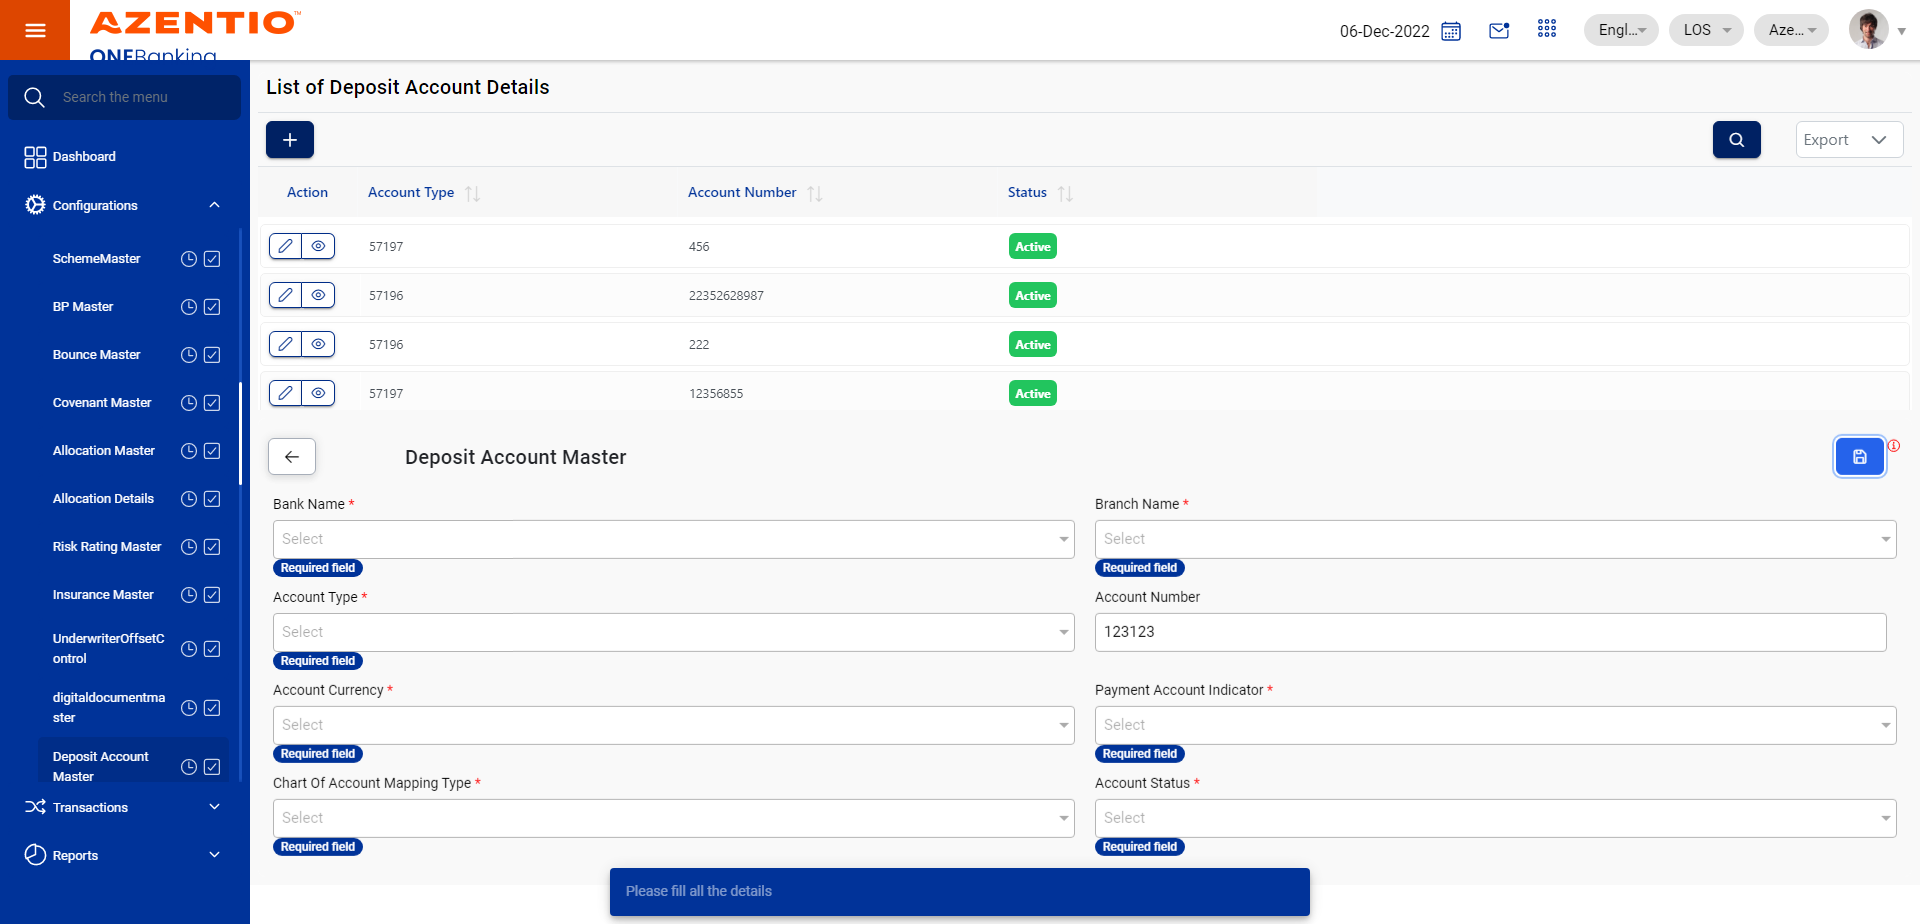 AZENTIO™
ONEBanking
06-Dec-2022
Engl...
LOS
Aze...
Search the menu
Dashboard
Configurations
SchemeMaster
BP Master
Bounce Master
Covenant Master
Allocation Master
Allocation Details
Risk Rating Master
Insurance Master
UnderwriterOffsetC
ontrol
digitaldocumentma
ster
Deposit Account
Master
Transactions
Reports
List of Deposit Account Details
Export
Action Account Type Account Number Status
57197 456 Active
57196 22352628987 Active
57196 222 Active
57197 12356855 Active
Deposit Account Master
Bank Name *
Select
Required field
Branch Name *
Select
Required field
Account Type *
Select
Required field
Account Number
123123
Account Currency *
Select
Required field
Payment Account Indicator *
Select
Required field
Chart Of Account Mapping Type *
Select
Required field
Account Status *
Select
Required field
Please fill all the details